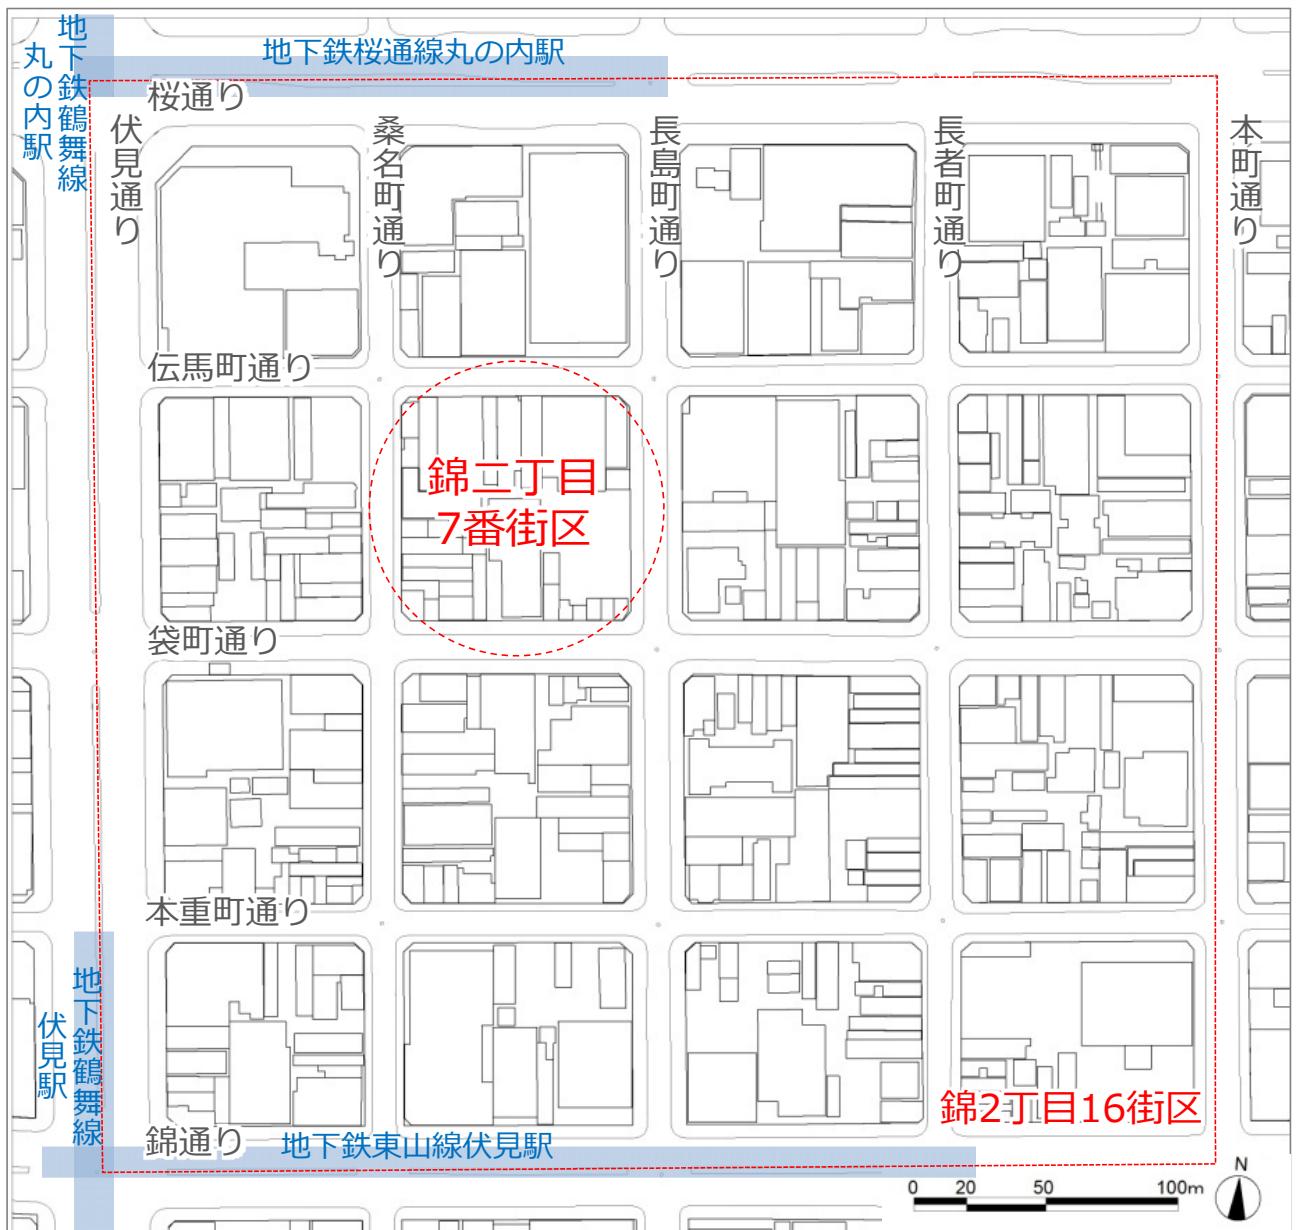 地下鉄鶴舞線
丸の内駅
地下鉄桜通線丸の内駅
桜通り
伏見通り
桑名町通り
長島町通り
長者町通り
本町通り
伝馬町通り
錦二丁目
7番街区
袋町通り
本重町通り
地下鉄鶴舞線
伏見駅
錦2丁目16街区
錦通り
地下鉄東山線伏見駅
N
0 20 50 100m